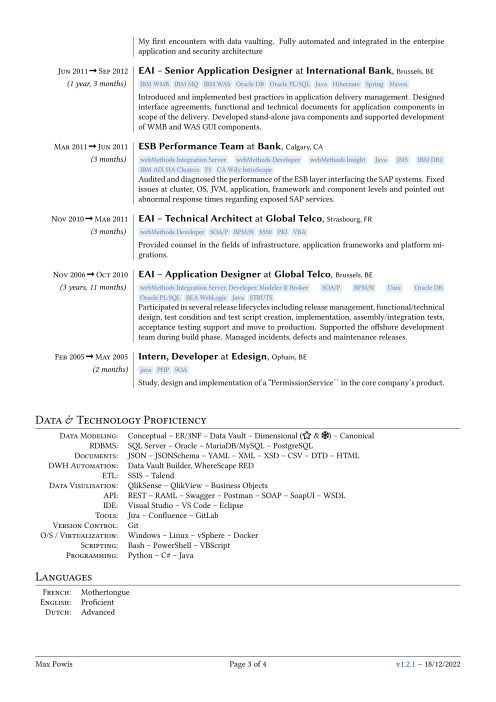 My first encounters with data vaulting. Fully automated and integrated in the enterpise
application and security architecture
Jun 2011 → Sep 2012
(1 year, 3 months)
EAI – Senior Application Designer at International Bank, Brussels, BE
IBM WMB IBM MQ IBM WAS Oracle DB Oracle PL/SQL Java Hibernate Spring Maven
Introduced and implemented best practices in application delivery management. Designed
interface agreements, functional and technical documents for application components in
scope of the delivery. Developed stand-alone java components and supported development
of WMB and WAS GUI components.
Mar 2011 → Jun 2011
(3 months)
ESB Performance Team at Bank, Calgary, CA
webMethods Integration Server webMethods Developer webMethods Insight Java JMS IBM DB2
IBM AIX HA Clusters F5 CA Wily IntroScope
Audited and diagnosed the performance of the ESB layer interfacing the SAP systems. Fixed
issues at cluster, OS, JVM, application, framework and component levels and pointed out
abnormal response times regarding exposed SAP services.
Nov 2010 → Mar 2011
(3 months)
EAI – Technical Architect at Global Telco, Strasbourg, FR
webMethods Developer SOA/P BPM/N 8550 PKI VBA
Provided counsel in the fields of infrastructure, application frameworks and platform mi-
grations.
Nov 2006 → Oct 2010
(3 years, 11 months)
EAI – Application Designer at Global Telco, Brussels, BE
webMethods Integration Server, Developer, Modeler & Broker SOA/P BPM/N Unix Oracle DB
Oracle PL/SQL BEA WebLogic Java STRUTS
Participated in several release lifecycles including release management, functional/technical
design, test condition and test script creation, implementation, assembly/integration tests,
acceptance testing support and move to production. Supported the offshore development
team during build phase. Managed incidents, defects and maintenance releases.
Feb 2005 → May 2005
(2 months)
Intern, Developer at Edesign, Ophain, BE
java PHP SOA
Study, design and implementation of a "PermissionService´´ in the core company's product.
Data & Technology Proficiency
Data Modeling: Conceptual – ER/3NF – Data Vault – Dimensional (☆ & ❄) – Canonical
RDBMS: SQL Server – Oracle – MariaDB/MySQL – PostgreSQL
Documents: JSON – JSONSchema – YAML – XML – XSD – CSV – DTD – HTML
DWH Automation: Data Vault Builder, WhereScape RED
ETL: SSIS – Talend
Data Visualisation: QlikSense – QlikView – Business Objects
API: REST – RAML – Swagger – Postman – SOAP – SoapUI – WSDL
IDE: Visual Studio – VS Code – Eclipse
Tools: Jira – Confluence – GitLab
Version Control: Git
O/S / Virtualization: Windows – Linux – vSphere – Docker
Scripting: Bash – PowerShell – VBScript
Programming: Python – C# – Java
Languages
French: Mothertongue
English: Proficient
Dutch: Advanced
Max Powis Page 3 of 4 v1.2.1 – 18/12/2022